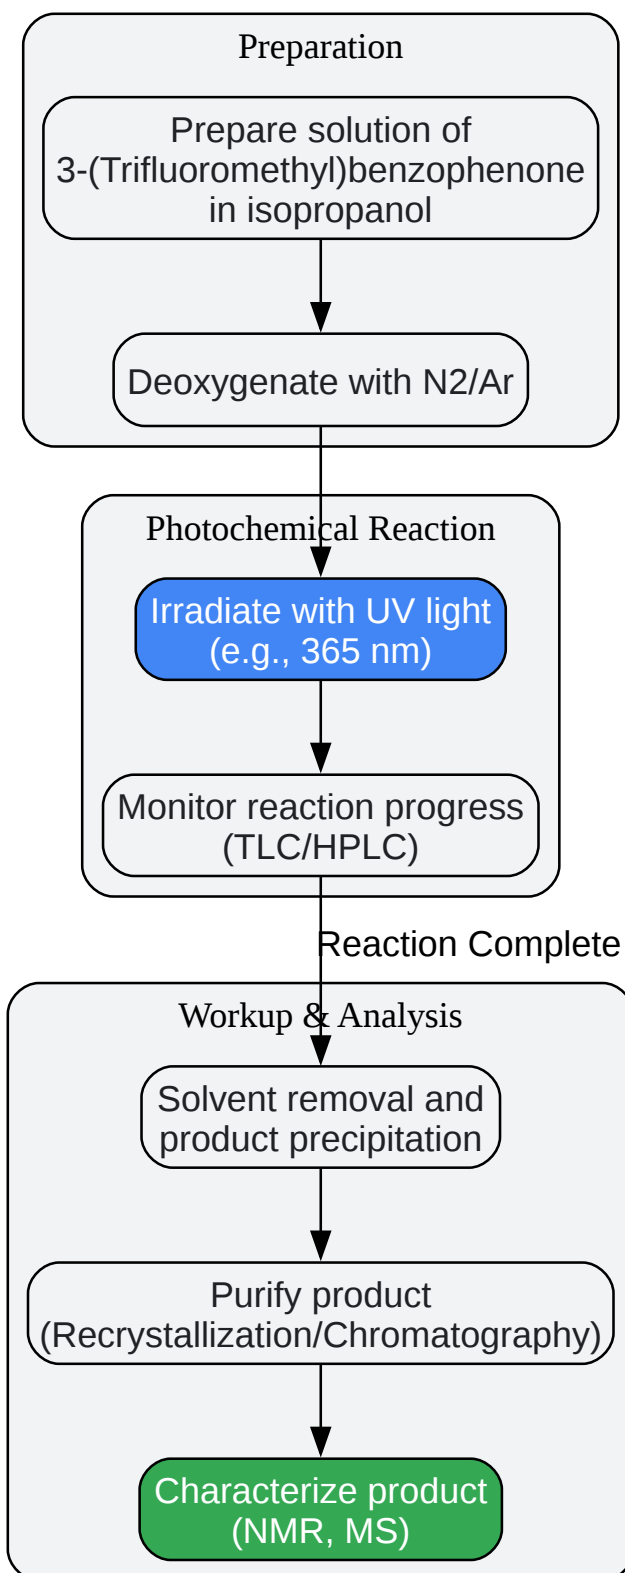 Preparation
Prepare solution of
3-(Trifluoromethyl)benzophenone
in isopropanol
Deoxygenate with N2/Ar
Photochemical Reaction
Irradiate with UV light
(e.g., 365 nm)
Monitor reaction progress
(TLC/HPLC)
Reaction Complete
Workup & Analysis
Solvent removal and
product precipitation
Purify product
(Recrystallization/Chromatography)
Characterize product
(NMR, MS)